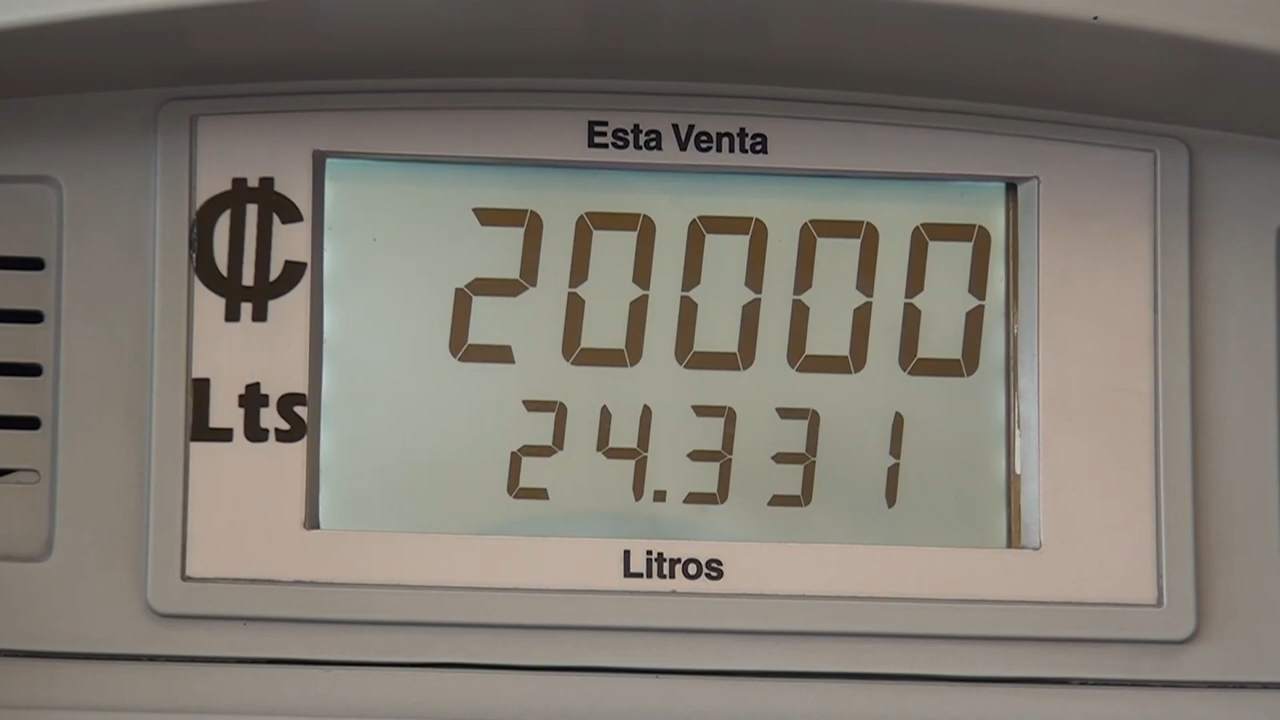 Esta Venta
₡ 20000
Lts 24.331
Litros